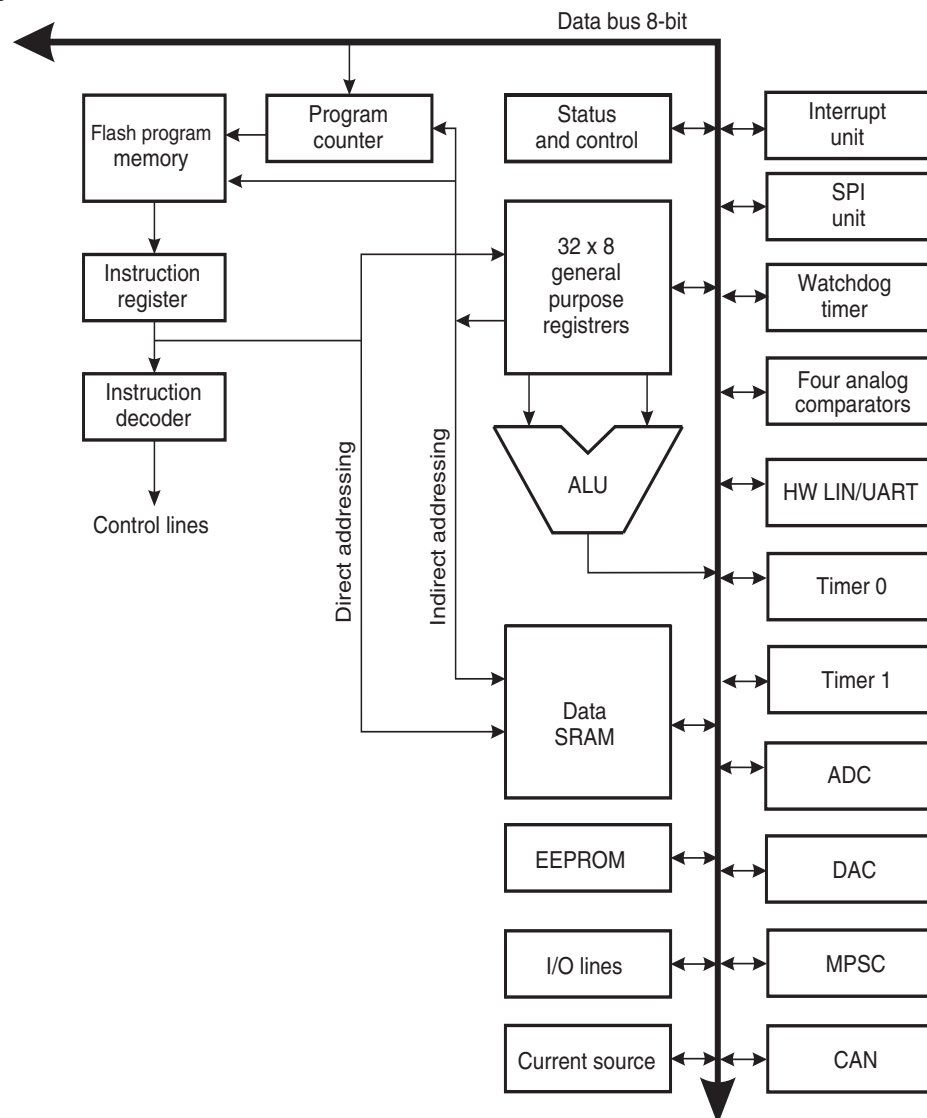 Data bus 8-bit
Flash program
memory
Program
counter
Status
and control
Interrupt
unit
SPI
unit
32 x 8
general
purpose
registrers
Instruction
register
Watchdog
timer
Instruction
decoder
Four analog
comparators
Direct addressing
Indirect addressing
ALU
HW LIN/UART
Control lines
Timer 0
Data
SRAM
Timer 1
ADC
EEPROM
DAC
I/O lines
MPSC
Current source
CAN